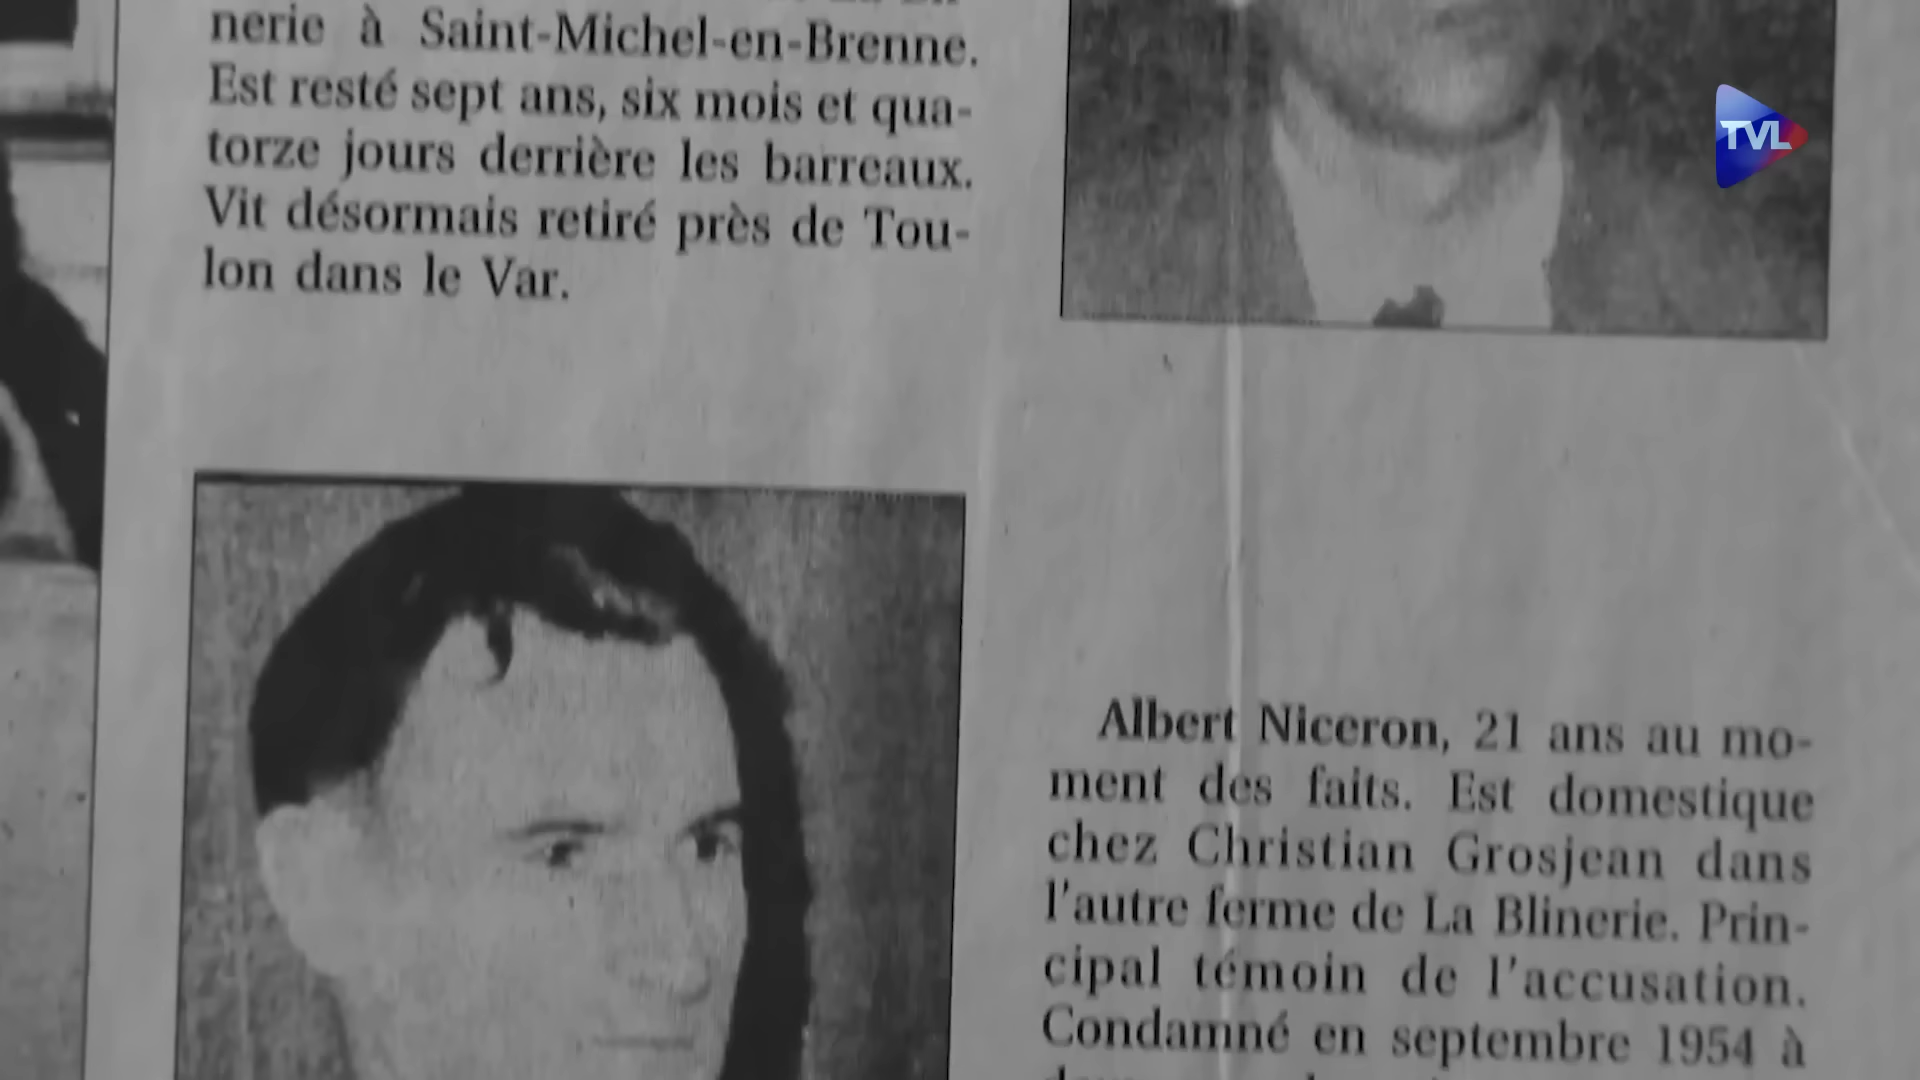 nerie à Saint-Michel-en-Brenne.
Est resté sept ans, six mois et qua-
torze jours derrière les barreaux.
Vit désormais retiré près de Tou-
lon dans le Var.
TVL
Albert Niceron, 21 ans au mo-
ment des faits. Est domestique
chez Christian Grosjean dans
l'autre ferme de La Blinerie. Prin-
cipal témoin de l'accusation.
Condamné en septembre 1954 à